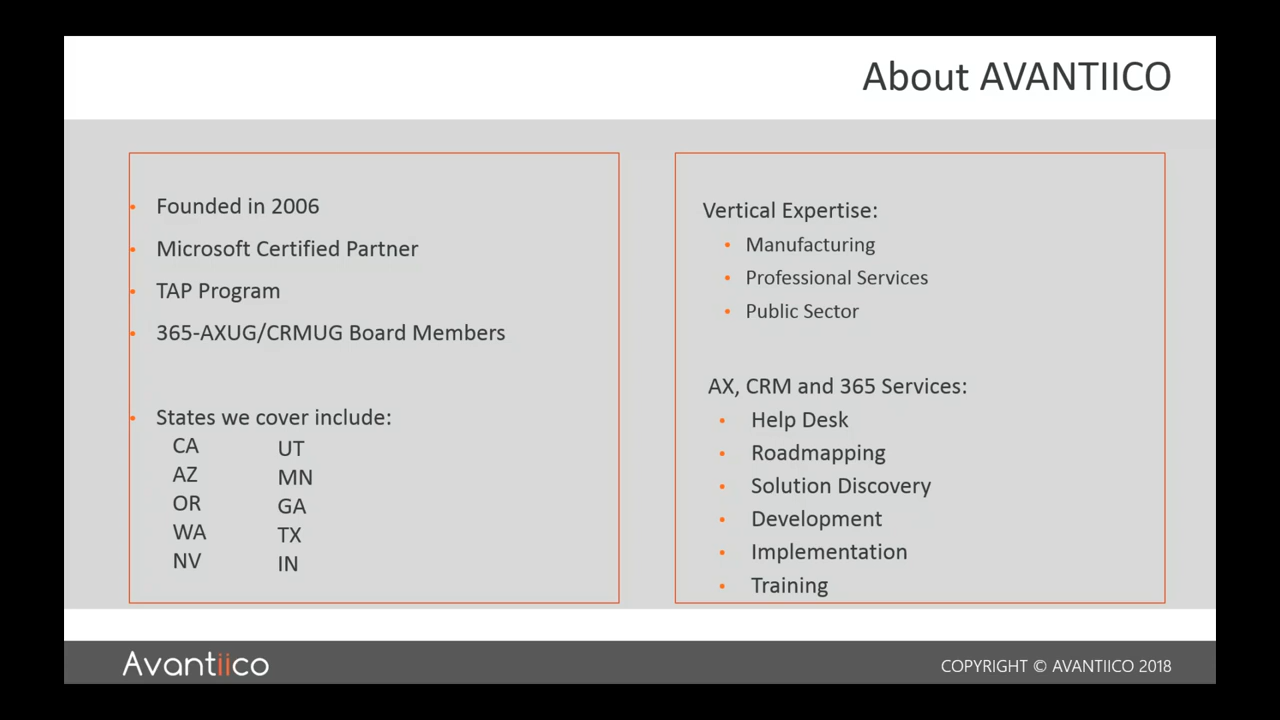 About AVANTIICO
• Founded in 2006
• Microsoft Certified Partner
• TAP Program
• 365-AXUG/CRMUG Board Members
• States we cover include:
CA
AZ
OR
WA
NV
UT
MN
GA
TX
IN
Vertical Expertise:
• Manufacturing
• Professional Services
• Public Sector
AX, CRM and 365 Services:
• Help Desk
• Roadmapping
• Solution Discovery
• Development
• Implementation
• Training
Avantiico
COPYRIGHT © AVANTIICO 2018